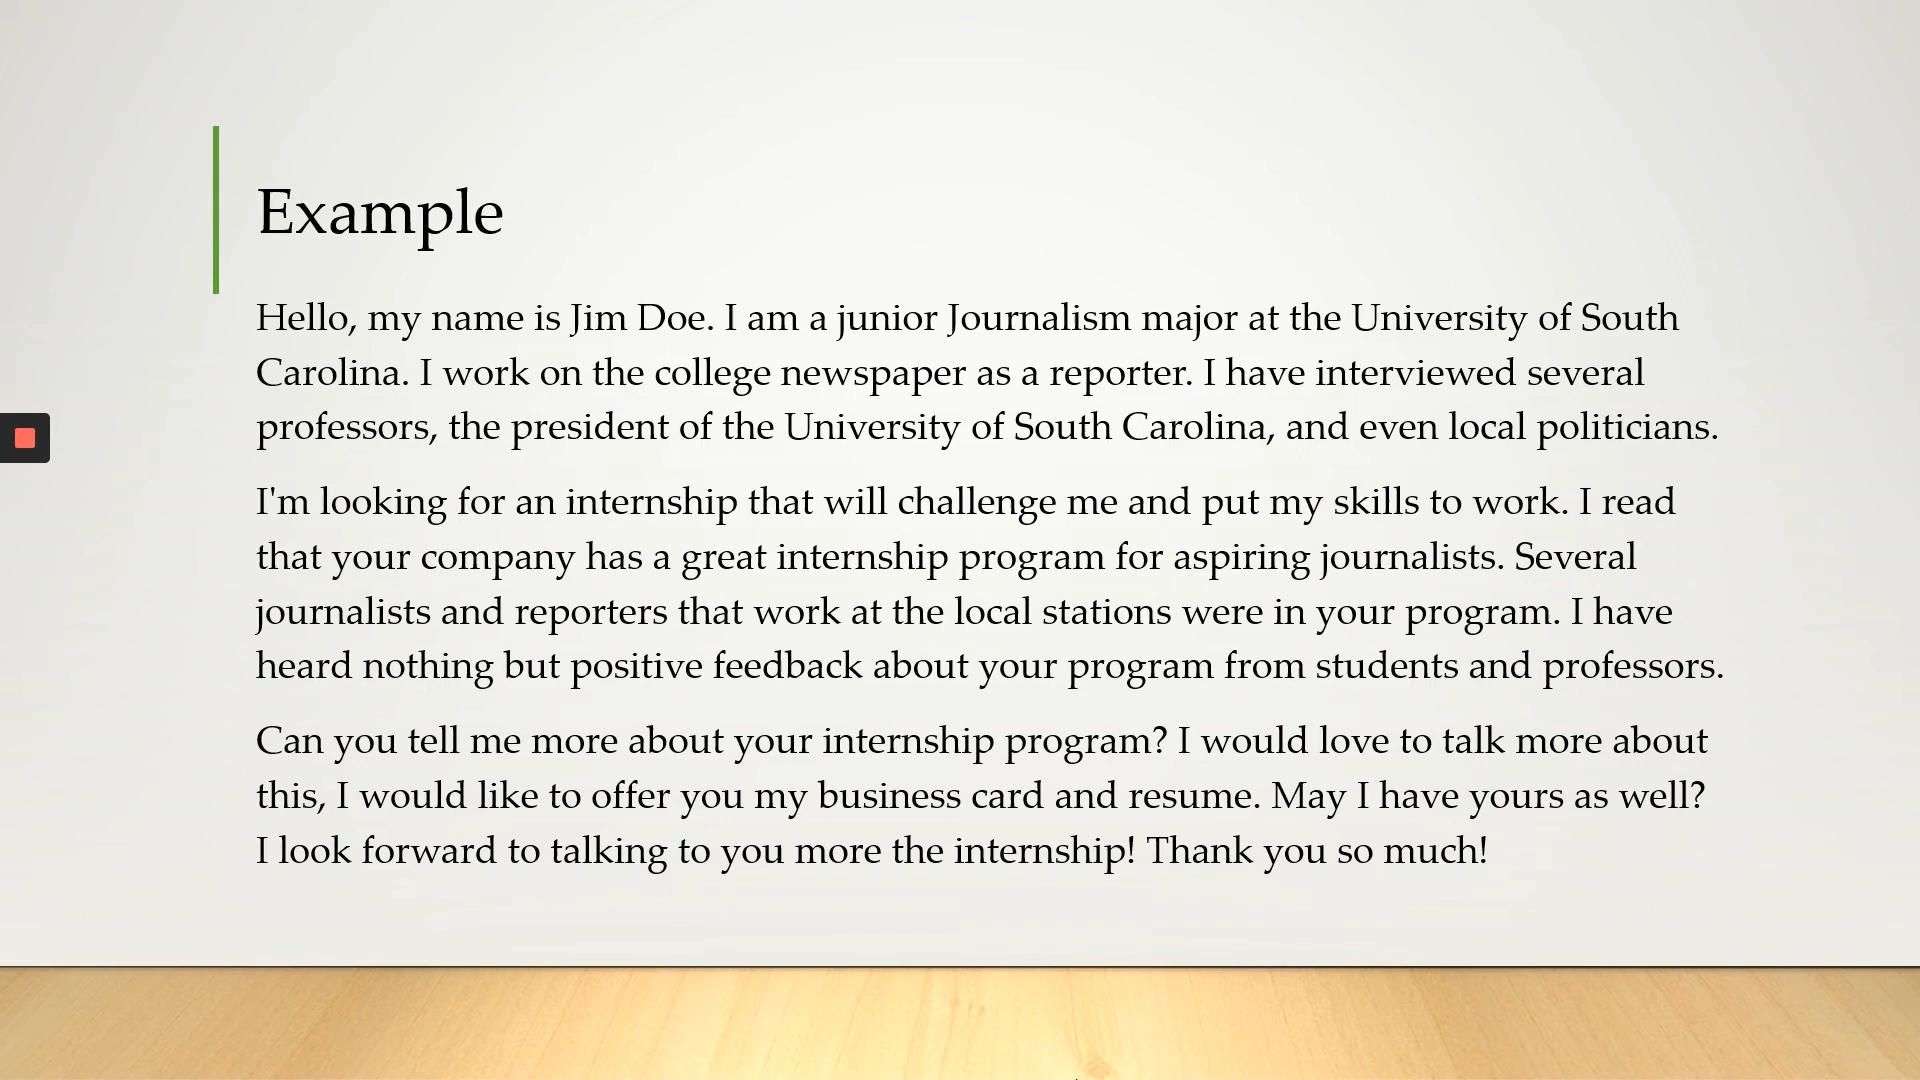 Example
Hello, my name is Jim Doe. I am a junior Journalism major at the University of South
Carolina. I work on the college newspaper as a reporter. I have interviewed several
professors, the president of the University of South Carolina, and even local politicians.
I'm looking for an internship that will challenge me and put my skills to work. I read
that your company has a great internship program for aspiring journalists. Several
journalists and reporters that work at the local stations were in your program. I have
heard nothing but positive feedback about your program from students and professors.
Can you tell me more about your internship program? I would love to talk more about
this, I would like to offer you my business card and resume. May I have yours as well?
I look forward to talking to you more the internship! Thank you so much!